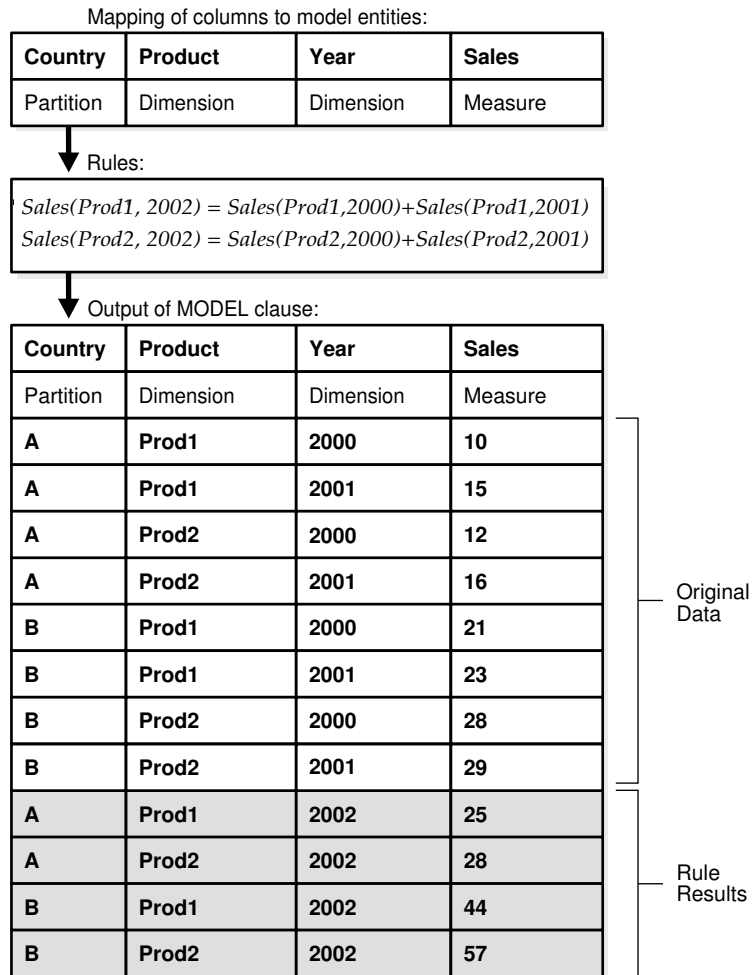 Mapping of columns to model entities:
Country Product Year Sales
Partition Dimension Dimension Measure
Rules:
Sales(Prod1, 2002) = Sales(Prod1,2000)+Sales(Prod1,2001)
Sales(Prod2, 2002) = Sales(Prod2,2000)+Sales(Prod2,2001)
Output of MODEL clause:
Country Product Year Sales
Partition Dimension Dimension Measure
A Prod1 2000 10
A Prod1 2001 15
A Prod2 2000 12
A Prod2 2001 16
B Prod1 2000 21
B Prod1 2001 23
B Prod2 2000 28
B Prod2 2001 29
Original
Data
A Prod1 2002 25
A Prod2 2002 28
B Prod1 2002 44
B Prod2 2002 57
Rule
Results